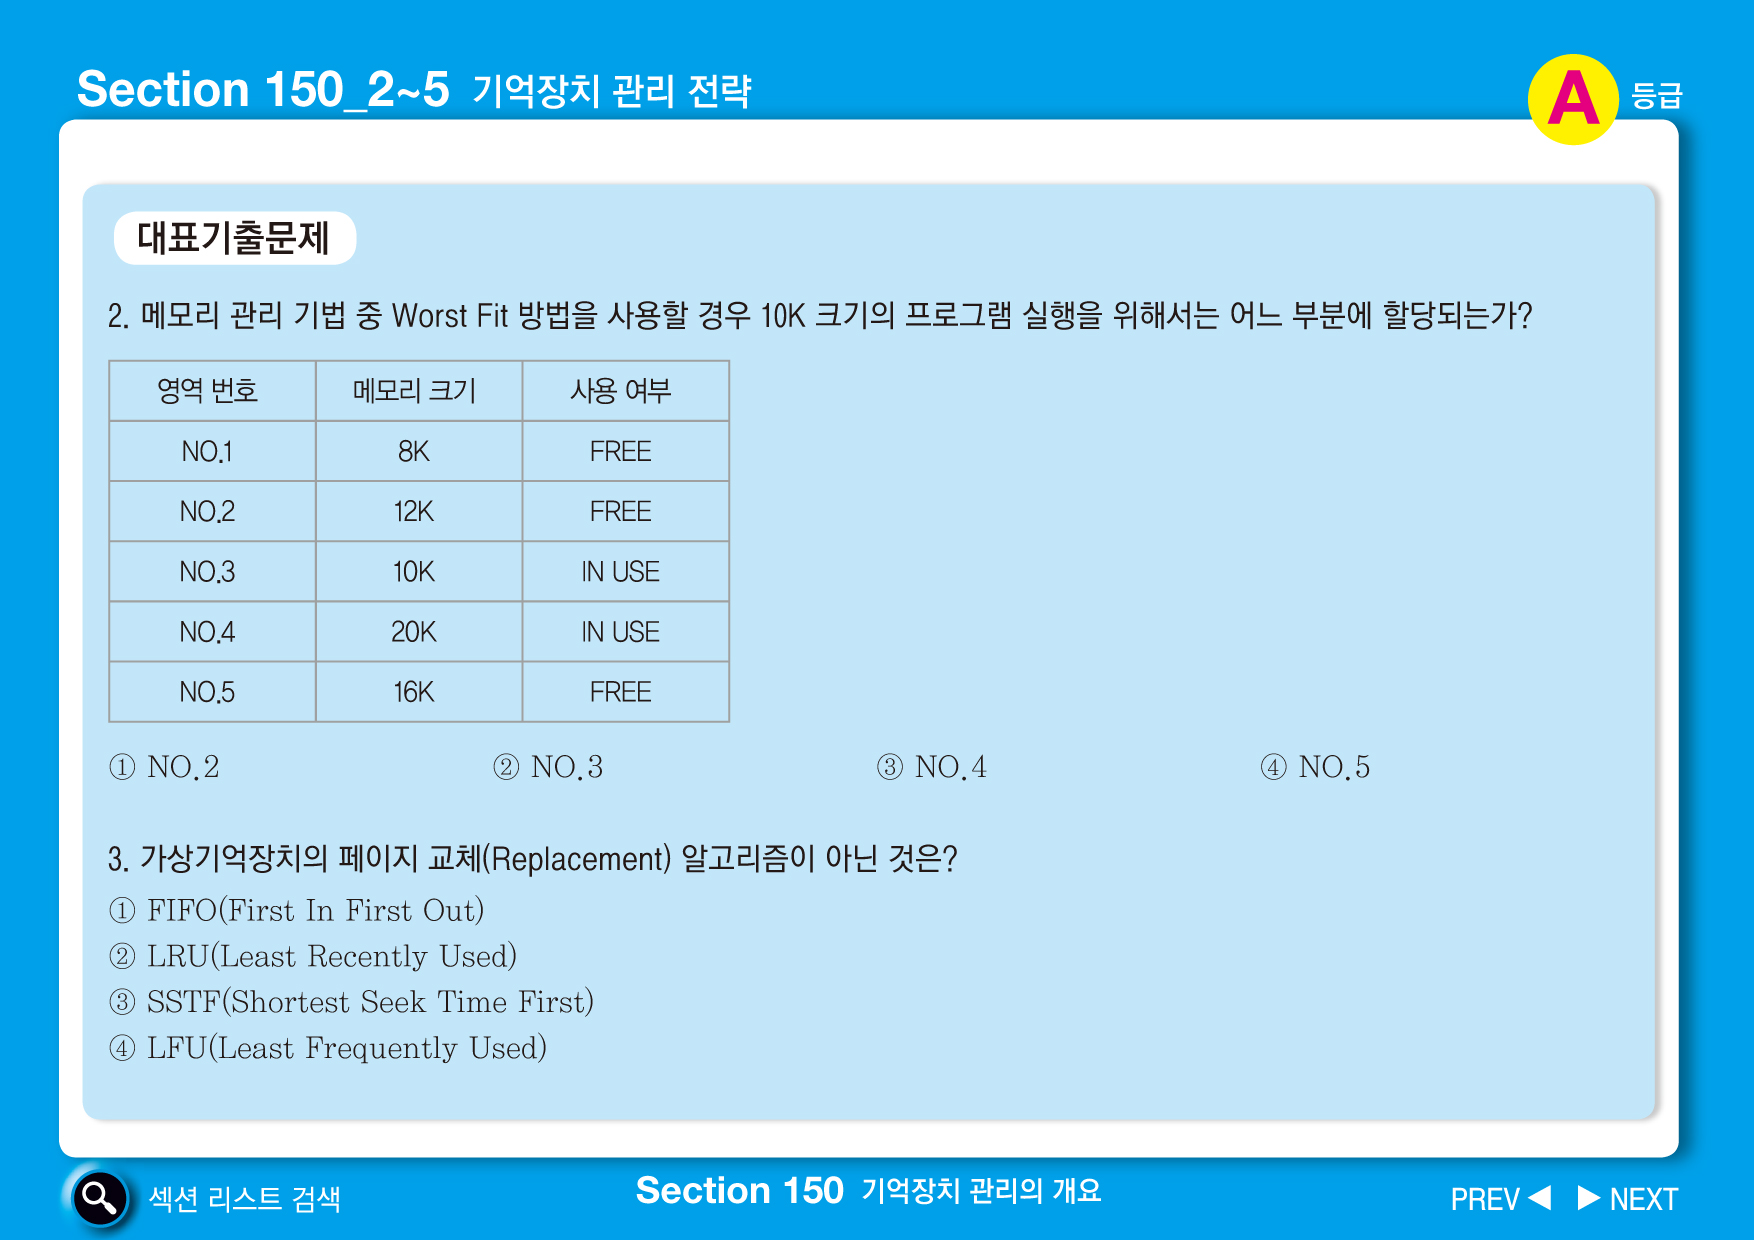 Section 150_2~5 기억장치 관리 전략
A 등급
대표기출문제
2. 메모리 관리 기법 중 Worst Fit 방법을 사용할 경우 10K 크기의 프로그램 실행을 위해서는 어느 부분에 할당되는가?
영역 번호 메모리 크기 사용 여부
NO.1 8K FREE
NO.2 12K FREE
NO.3 10K IN USE
NO.4 20K IN USE
NO.5 16K FREE
① NO.2 ② NO.3 ③ NO.4 ④ NO.5
3. 가상기억장치의 페이지 교체(Replacement) 알고리즘이 아닌 것은?
① FIFO(First In First Out)
② LRU(Least Recently Used)
③ SSTF(Shortest Seek Time First)
④ LFU(Least Frequently Used)
섹션 리스트 검색 Section 150 기억장치 관리의 개요 PREV ◀ ▶ NEXT